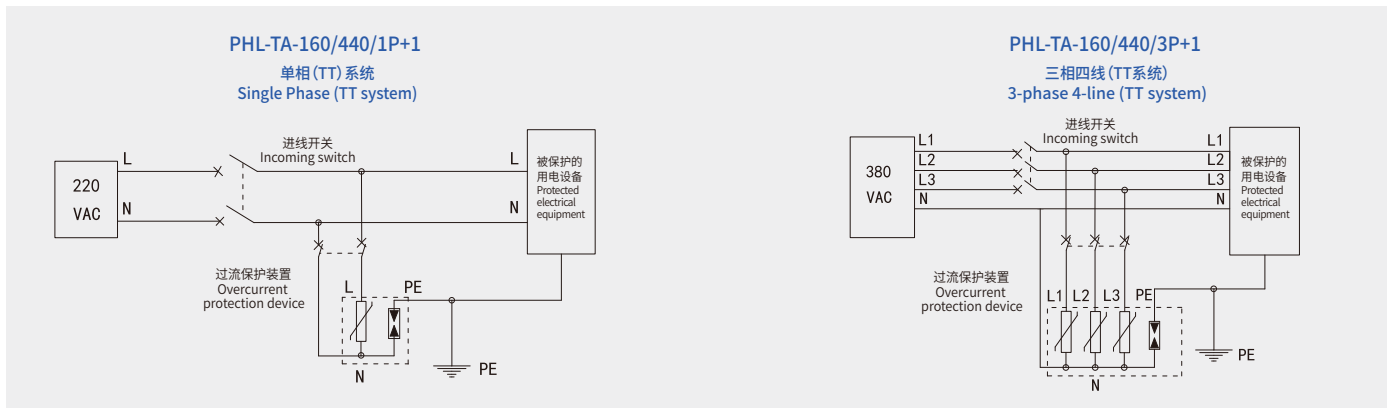 PHL-TA-160/440/1P+1
单相(TT)系统
Single Phase (TT system)
进线开关
Incoming switch
L
L
220
VAC
N
N
被保护的
用电设备
Protected
electrical
equipment
过流保护装置
Overcurrent
protection device
L
PE
PE
N
PHL-TA-160/440/3P+1
三相四线(TT系统)
3-phase 4-line (TT system)
进线开关
Incoming switch
L1
L1
L2
L2
L3
L3
N
N
380
VAC
被保护的
用电设备
Protected
electrical
equipment
过流保护装置
Overcurrent
protection device
L1 L2 L3 PE
PE
N